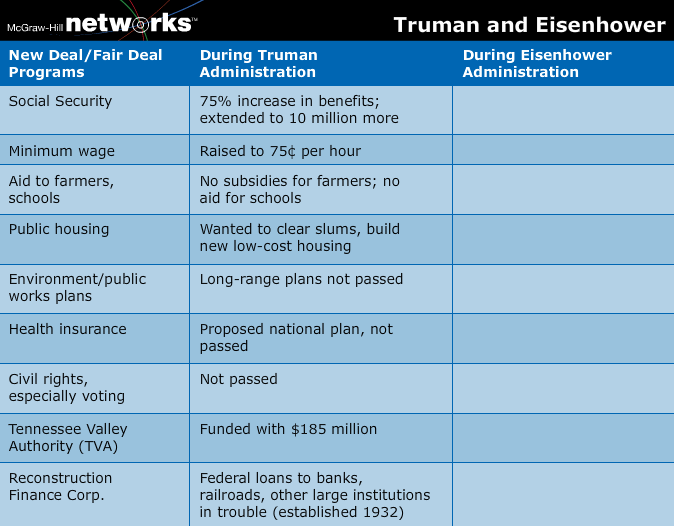 McGraw-Hill networks™
Truman and Eisenhower
New Deal/Fair Deal
Programs
During Truman
Administration
During Eisenhower
Administration
Social Security
75% increase in benefits;
extended to 10 million more
Minimum wage
Raised to 75¢ per hour
Aid to farmers,
schools
No subsidies for farmers; no
aid for schools
Public housing
Wanted to clear slums, build
new low-cost housing
Environment/public
works plans
Long-range plans not passed
Health insurance
Proposed national plan, not
passed
Civil rights,
especially voting
Not passed
Tennessee Valley
Authority (TVA)
Funded with $185 million
Reconstruction
Finance Corp.
Federal loans to banks,
railroads, other large institutions
in trouble (established 1932)